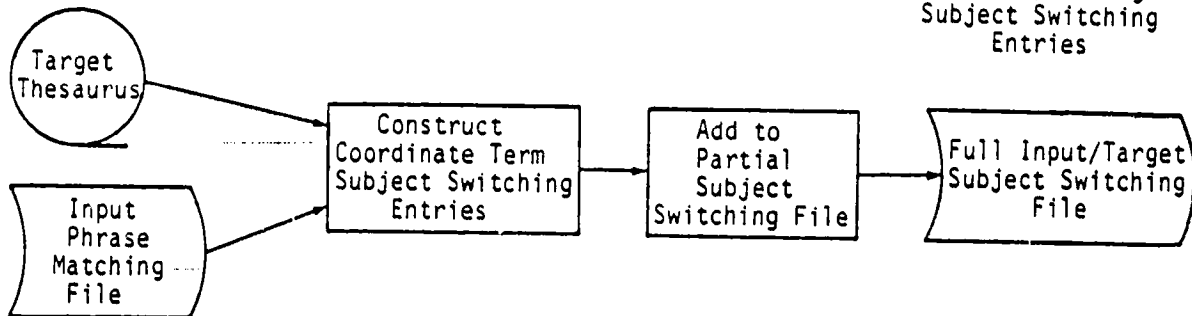 Subject Switching
Entries
Target
Thesaurus
Construct
Coordinate Term
Subject Switching
Entries
Add to
Partial
Subject
Switching File
Full Input/Target
Subject Switching
File
Input
Phrase
Matching
File